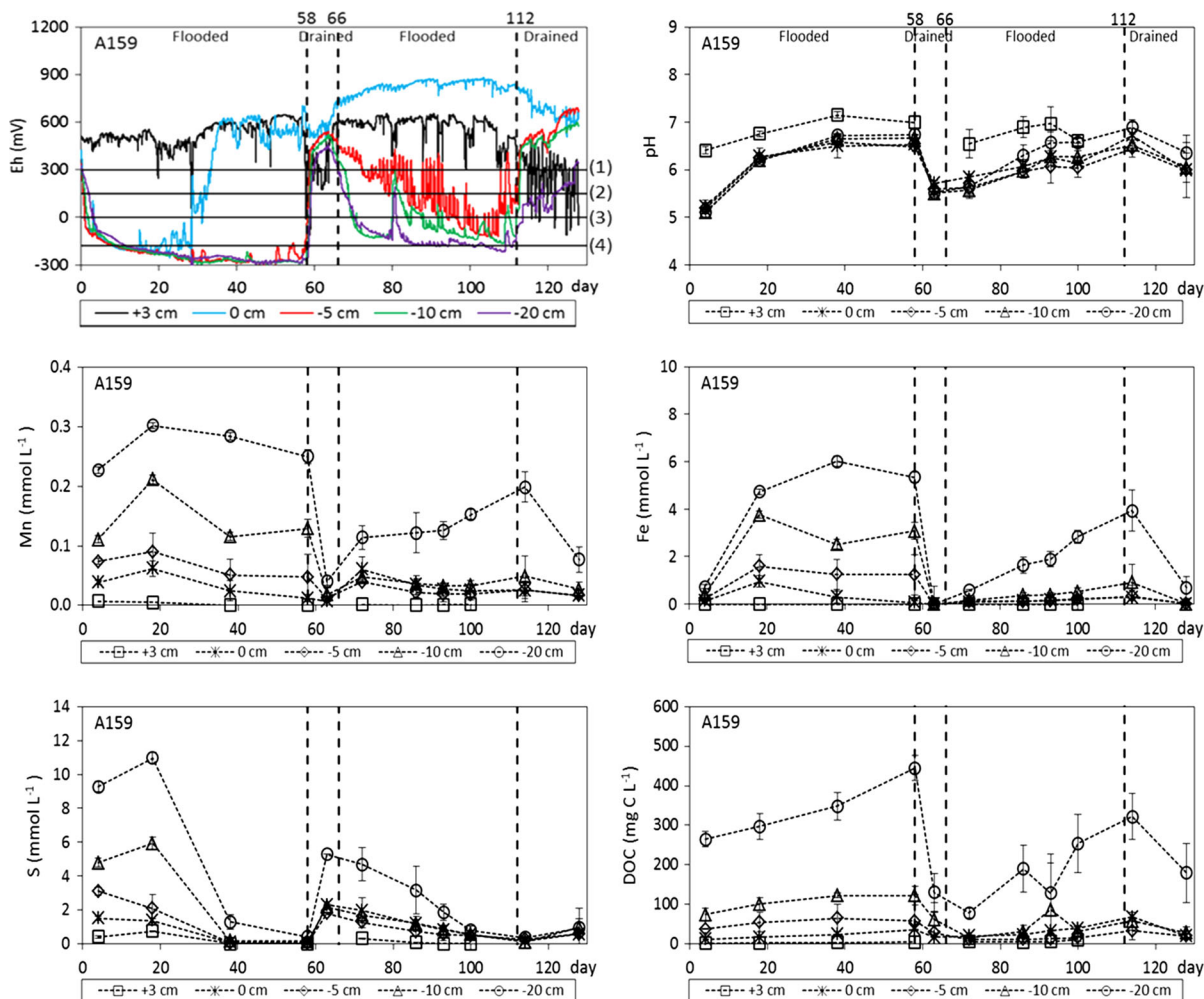 58 66 112
A159 Flooded Drained Flooded Drained
Eh (mV)
1200
900
600
300
0
-300
(1)
(2)
(3)
(4)
0 20 40 60 80 100 120 day
+3 cm 0 cm -5 cm -10 cm -20 cm
58 66 112
A159 Flooded Drained Flooded Drained
pH
9
8
7
6
5
4
0 20 40 60 80 100 120 day
+3 cm 0 cm -5 cm -10 cm -20 cm
A159
Mn (mmol L-1)
0.4
0.3
0.2
0.1
0.0
0 20 40 60 80 100 120 day
+3 cm 0 cm -5 cm -10 cm -20 cm
A159
Fe (mmol L-1)
10
8
6
4
2
0
0 20 40 60 80 100 120 day
+3 cm 0 cm -5 cm -10 cm -20 cm
A159
S (mmol L-1)
14
12
10
8
6
4
2
0
0 20 40 60 80 100 120 day
+3 cm 0 cm -5 cm -10 cm -20 cm
A159
DOC (mg C L-1)
600
500
400
300
200
100
0
0 20 40 60 80 100 120 day
+3 cm 0 cm -5 cm -10 cm -20 cm